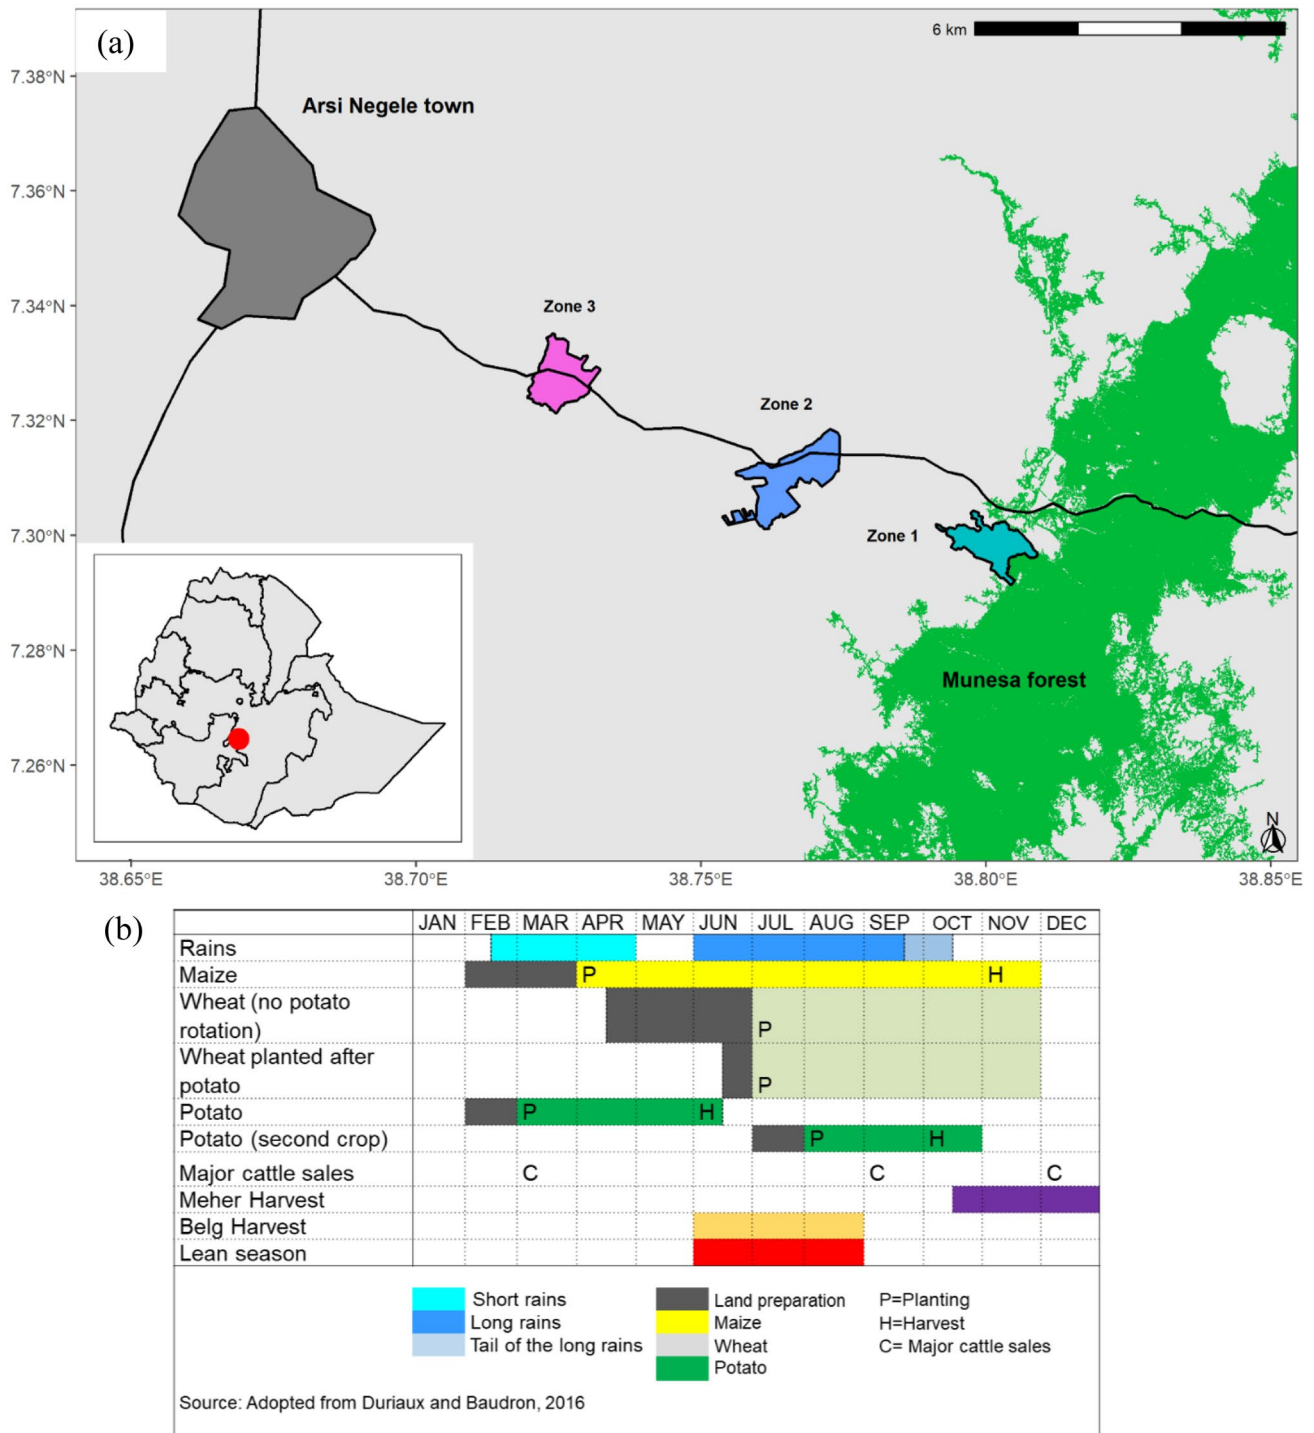 (a)
6 km
7.38°N
Arsi Negele town
7.36°N
7.34°N
Zone 3
7.32°N
Zone 2
7.30°N
Zone 1
7.28°N
Munesa forest
7.26°N
N
38.65°E 38.70°E 38.75°E 38.80°E 38.85°E
(b)
JAN FEB MAR APR MAY JUN JUL AUG SEP OCT NOV DEC
Rains
Maize P H
Wheat (no potato
rotation) P
Wheat planted after
potato P
Potato P H
Potato (second crop) P H
Major cattle sales C C C
Meher Harvest
Belg Harvest
Lean season
Short rains Land preparation P=Planting
Long rains Maize H=Harvest
Tail of the long rains Wheat C= Major cattle sales
Potato
Source: Adopted from Duriaux and Baudron, 2016